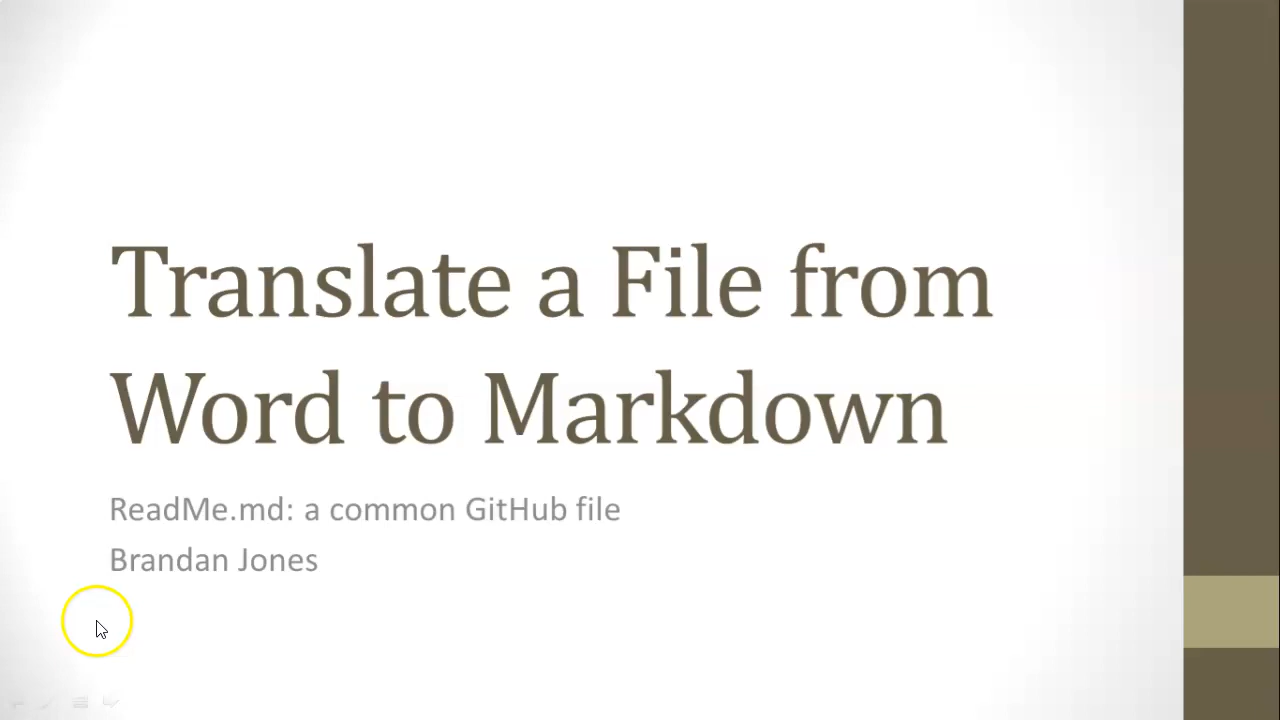 Translate a File from
Word to Markdown
ReadMe.md: a common GitHub file
Brandan Jones